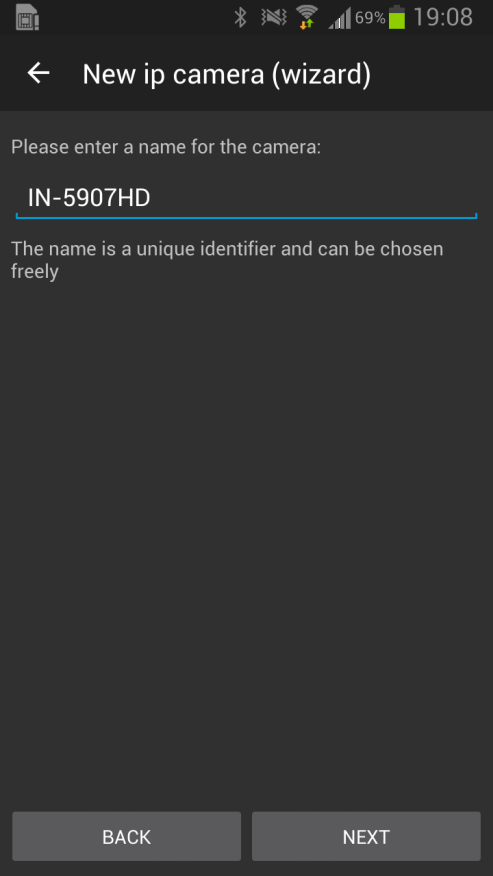 69% 19:08
New ip camera (wizard)
Please enter a name for the camera:
IN-5907HD
The name is a unique identifier and can be chosen
freely
BACK NEXT